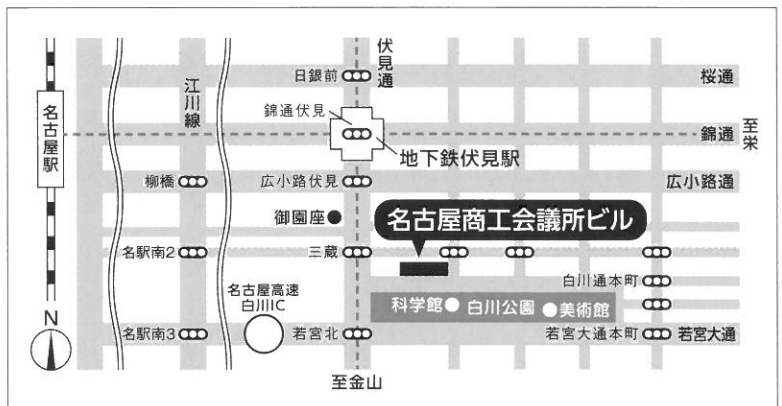 伏見通
日銀前
桜通
江川線
名古屋駅
錦通伏見
錦通
至栄
地下鉄伏見駅
柳橋
広小路伏見
広小路通
御園座
名古屋商工会議所ビル
名駅南2
三蔵
白川通本町
名古屋高速
白川IC
科学館
白川公園
美術館
N
名駅南3
若宮北
若宮大通本町
若宮大通
至金山